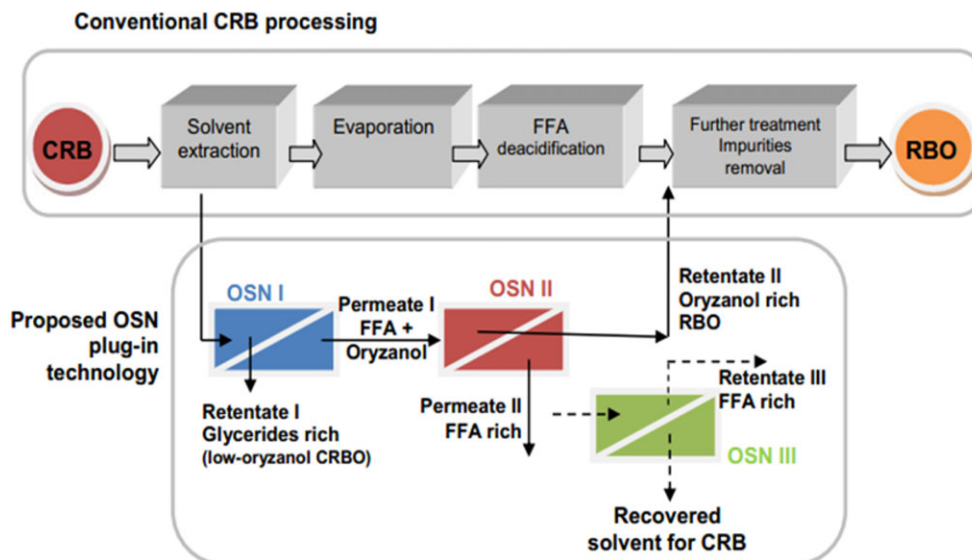 Conventional CRB processing
CRB
Solvent
extraction
Evaporation
FFA
deacidification
Further treatment
Impurities
removal
RBO
Proposed OSN
plug-in
technology
OSN I
Permeate I
FFA +
Oryzanol
OSN II
Retentate II
Oryzanol rich
RBO
Retentate I
Glycerides rich
(low-oryzanol CRBO)
Permeate II
FFA rich
Retentate III
FFA rich
OSN III
Recovered
solvent for CRB